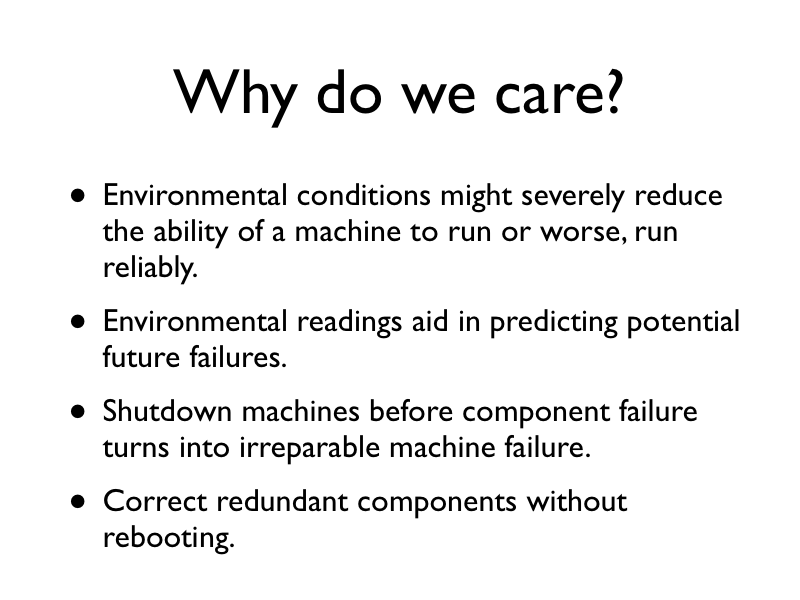 Why do we care?
• Environmental conditions might severely reduce
the ability of a machine to run or worse, run
reliably.
• Environmental readings aid in predicting potential
future failures.
• Shutdown machines before component failure
turns into irreparable machine failure.
• Correct redundant components without
rebooting.